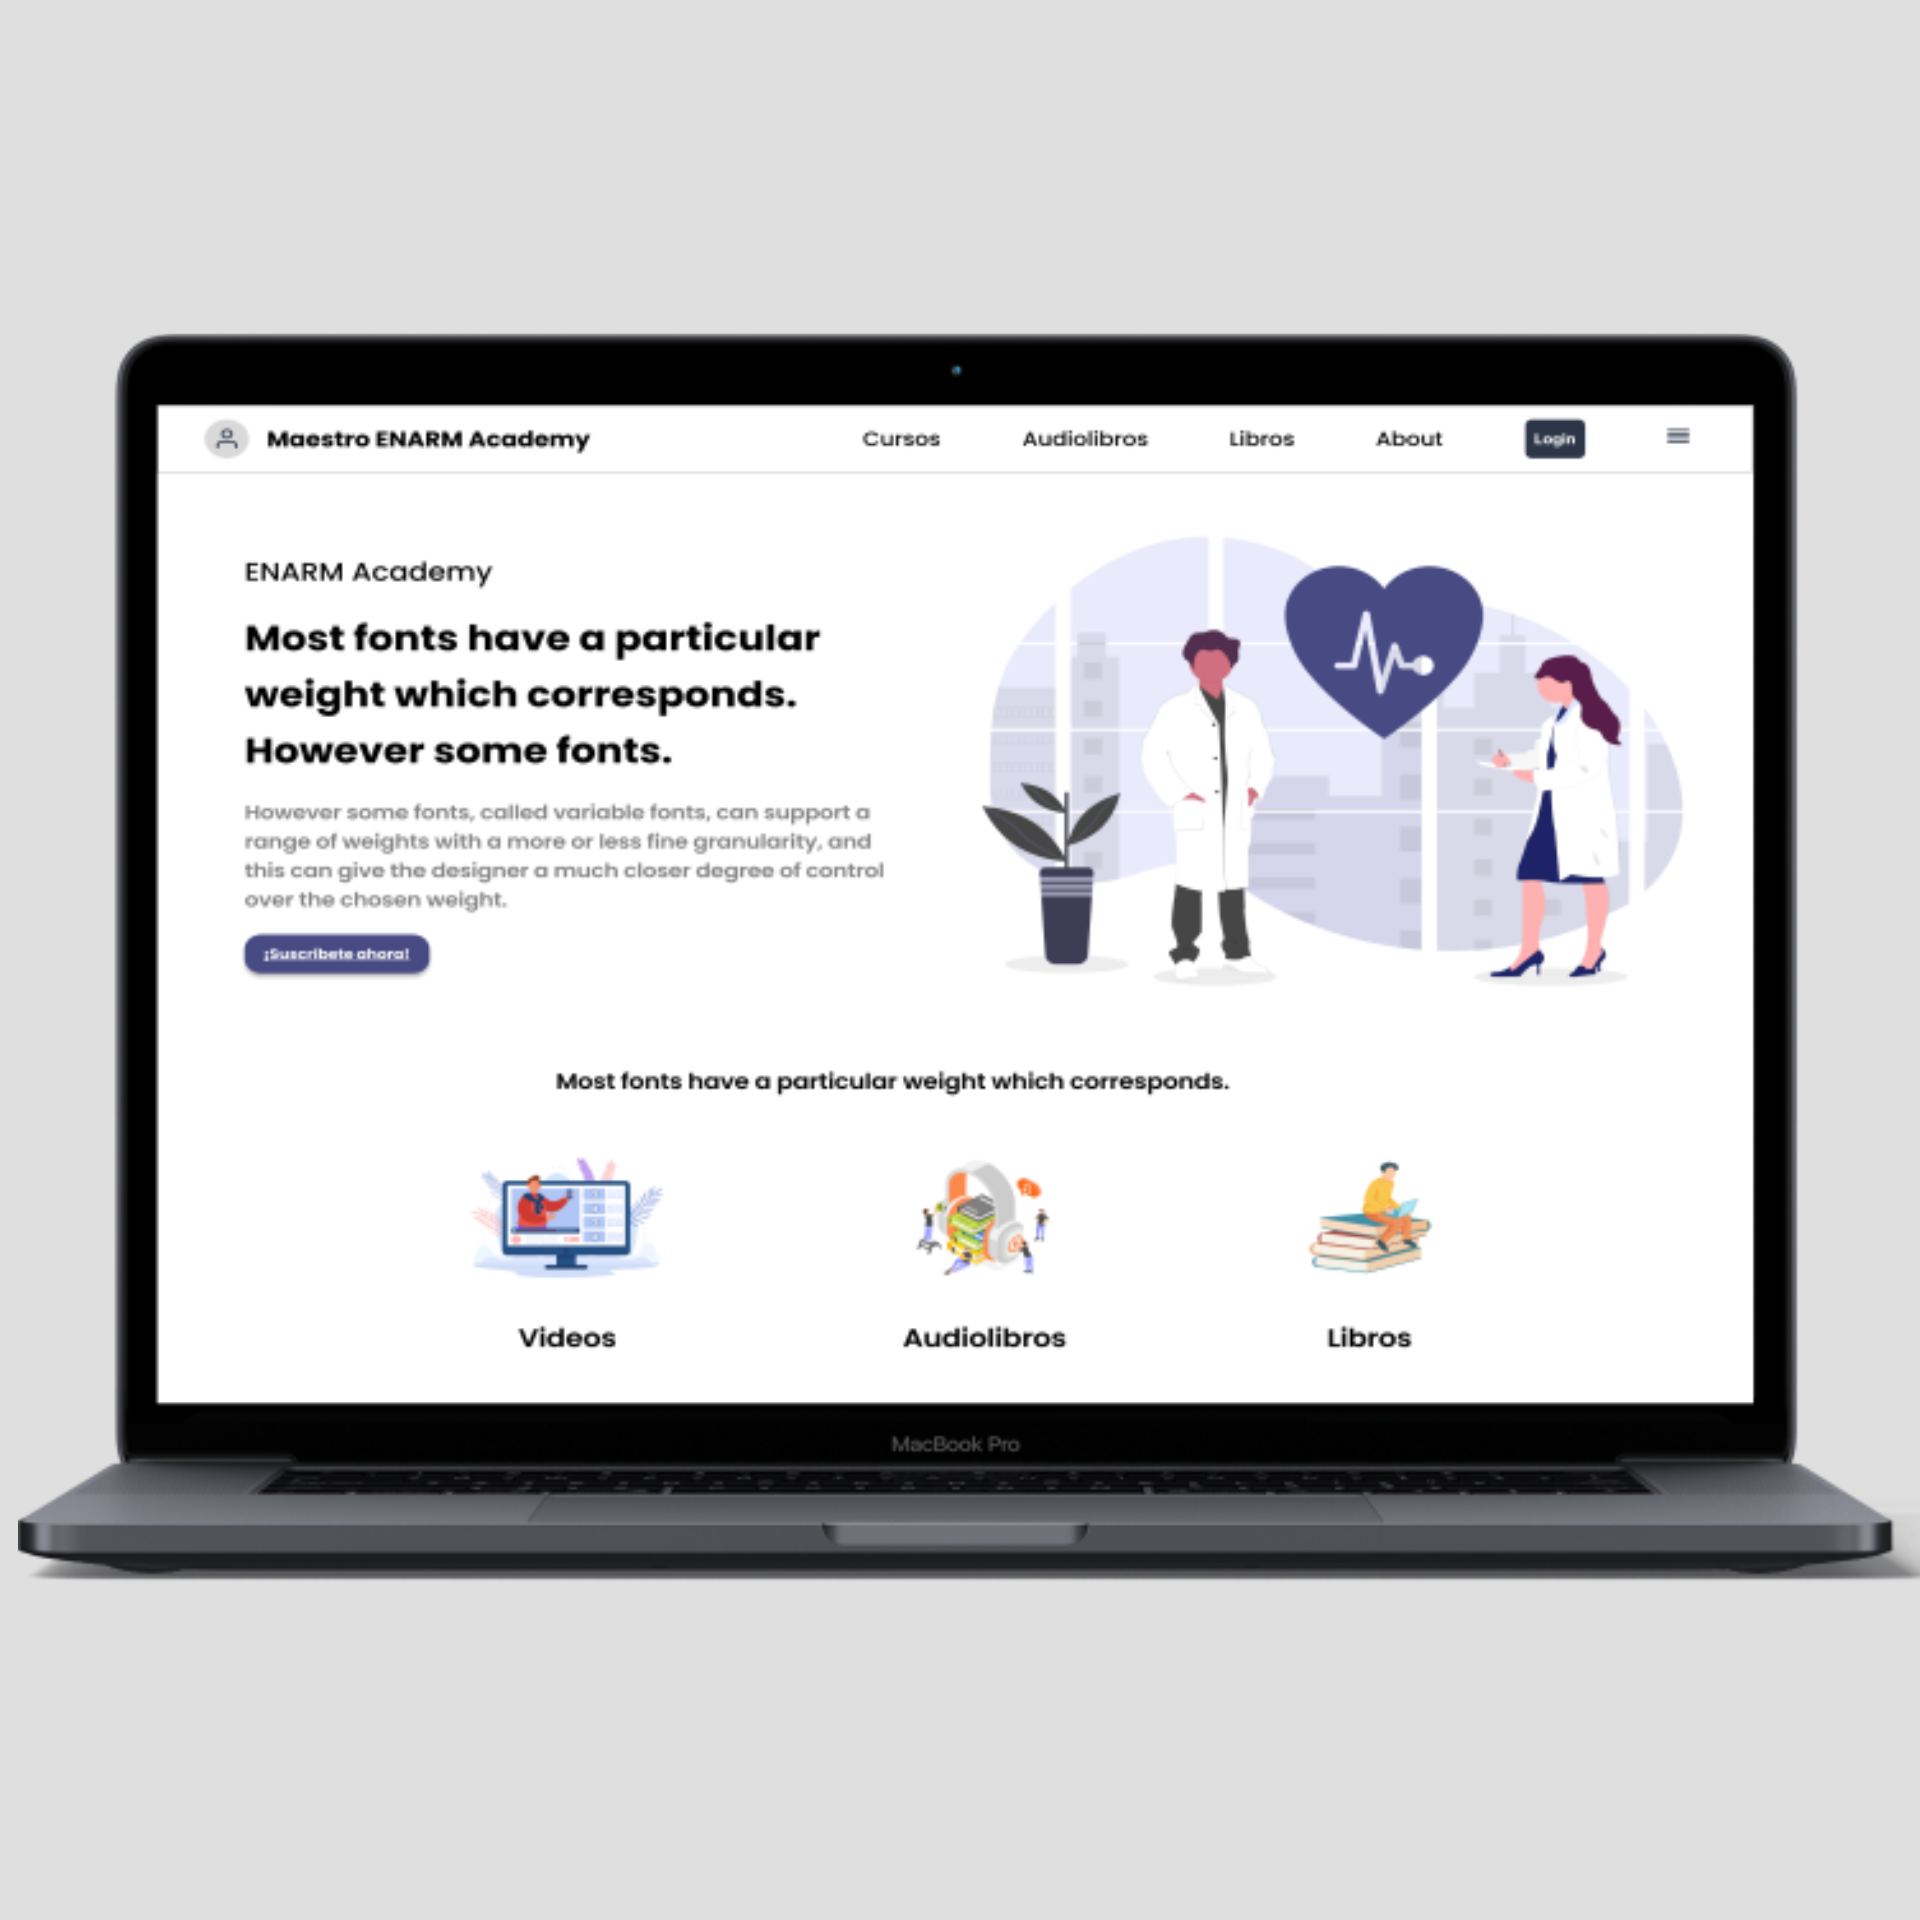 Maestro ENARM Academy
Cursos
Audiolibros
Libros
About
Login
ENARM Academy
Most fonts have a particular
weight which corresponds.
However some fonts.
However some fonts, called variable fonts, can support a
range of weights with a more or less fine granularity, and
this can give the designer a much closer degree of control
over the chosen weight.
¡Suscríbete ahora!
Most fonts have a particular weight which corresponds.
Videos
Audiolibros
Libros
MacBook Pro